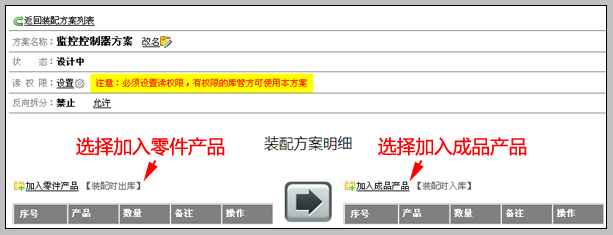 返回装配方案列表
方案名称：监控控制器方案 改名
状 态：设计中
读 权 限：设置 注意：必须设置读权限，有权限的库管方可使用本方案
反向拆分：禁止 允许
选择加入零件产品 装配方案明细 选择加入成品产品
加入零件产品 【装配时出库】 加入成品产品 【装配时入库】
序号 产品 数量 备注 操作 序号 产品 数量 备注 操作